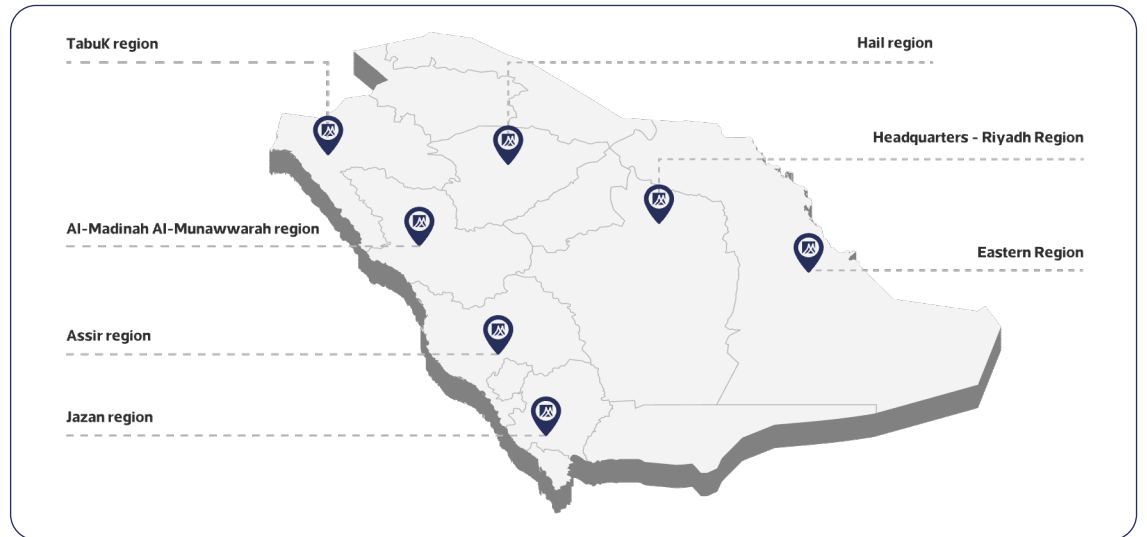 TabuK region
Hail region
Headquarters - Riyadh Region
Al-Madinah Al-Munawwarah region
Eastern Region
Assir region
Jazan region